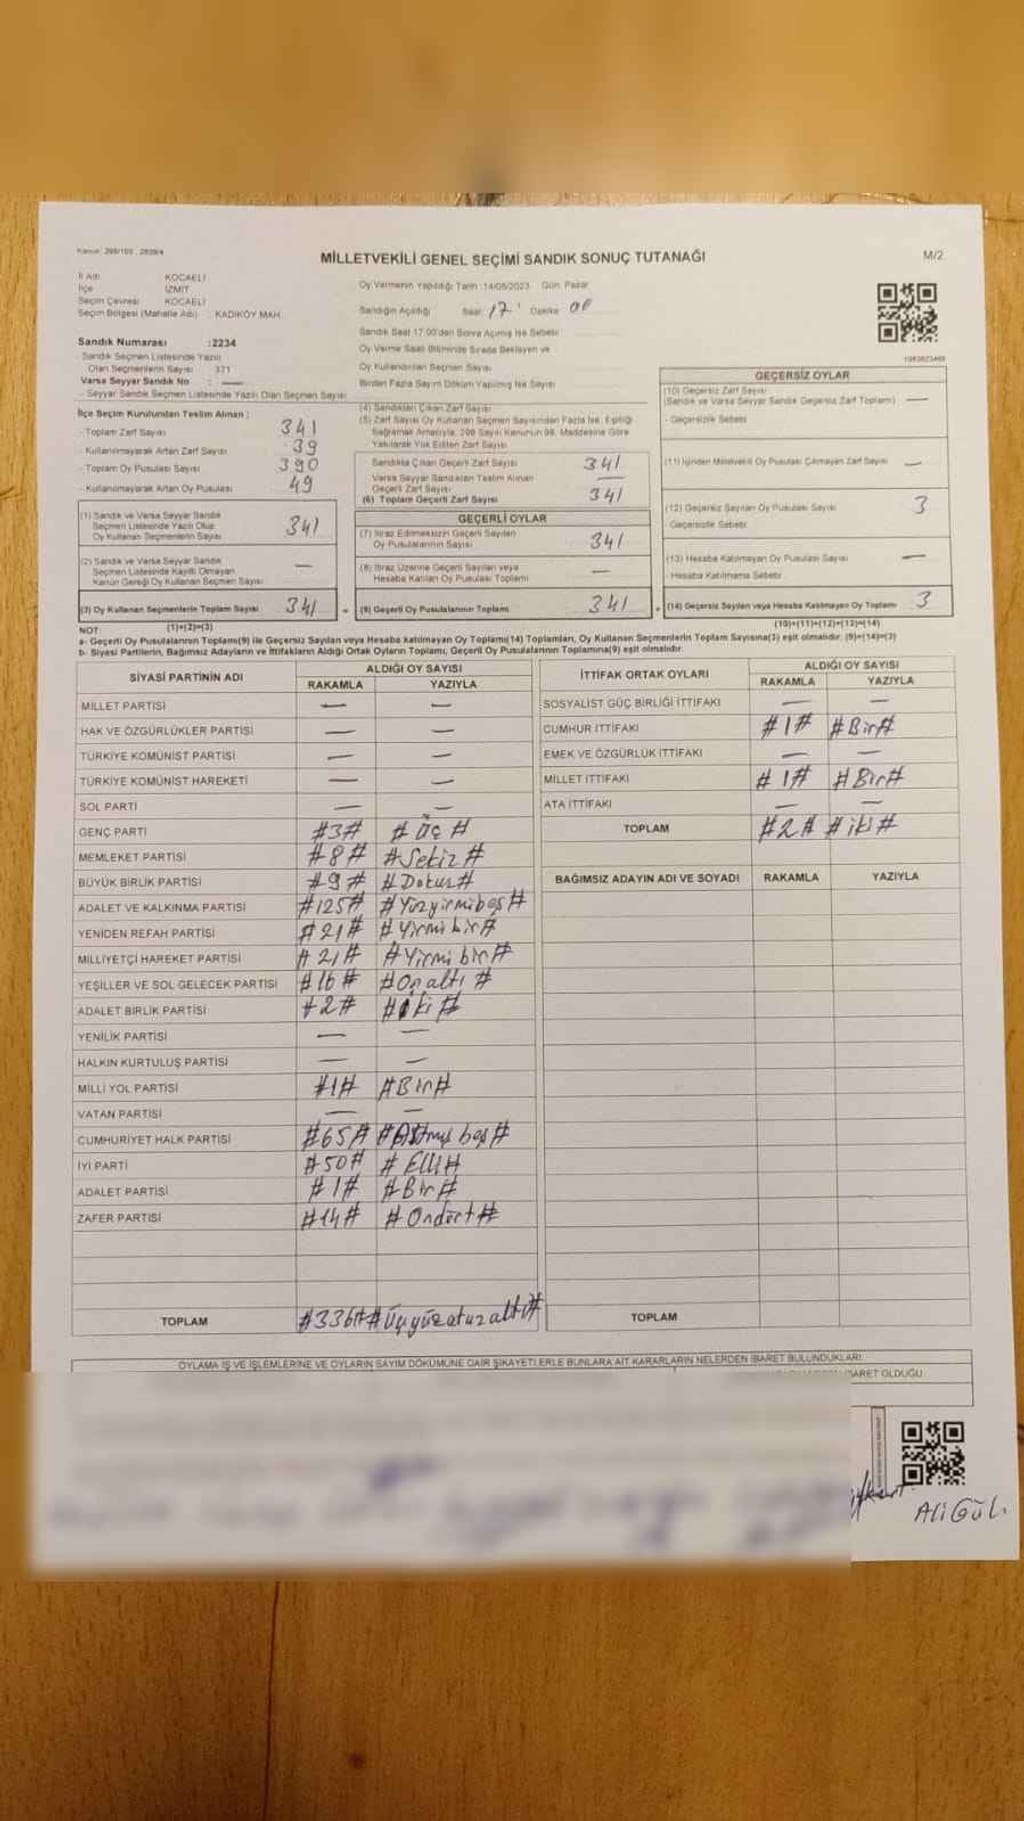 Kanun: 298/105 , 2839/4
MİLLETVEKİLİ GENEL SEÇİMİ SANDIK SONUÇ TUTANAĞI
M/2
İl Adı KOCAELİ
İlçe İZMİT
Seçim Çevresi KOCAELİ
Seçim Bölgesi (Mahalle Adı) KADIKÖY MAH.
Sandık Numarası :2234
Sandık Seçmen Listesinde Yazılı
Olan Seçmenlerin Sayısı 371
Varsa Seyyar Sandık No : —
- Seyyar Sandık Seçmen Listesinde Yazılı Olan Seçmen Sayısı
Oy Vermenin Yapıldığı Tarih :14/05/2023 Gün: Pazar
Sandığın Açıldığı Saat: 17 Dakika: 00
Sandık Saat 17.00'den Sonra Açılmış İse Sebebi
Oy Verme Saati Bitiminde Sırada Bekleyen ve
Oy Kullandırılan Seçmen Sayısı
Birden Fazla Sayım Döküm Yapılmış İse Sayısı
İlçe Seçim Kurulundan Teslim Alınan ;
- Toplam Zarf Sayısı 341
- Kullanılmayarak Artan Zarf Sayısı 39
- Toplam Oy Pusulası Sayısı 390
- Kullanılmayarak Artan Oy Pusulası 49
(1) Sandık ve Varsa Seyyar Sandık
Seçmen Listesinde Yazılı Olup
Oy Kullanan Seçmenlerin Sayısı 341
(2) Sandık ve Varsa Seyyar Sandık
Seçmen Listesinde Kayıtlı Olmayan
Kanun Gereği Oy Kullanan Seçmen Sayısı —
(3) Oy Kullanan Seçmenlerin Toplam Sayısı 341
(1)+(2)=(3)
(4) Sandıktan Çıkan Zarf Sayısı
(5) Zarf Sayısı Oy Kullanan Seçmen Sayısından Fazla İse, Eşitliği
Sağlamak Amacıyla, 298 Sayılı Kanunun 98. Maddesine Göre
Yakılarak Yok Edilen Zarf Sayısı
Sandıkta Çıkan Geçerli Zarf Sayısı 341
Varsa Seyyar Sandıktan Teslim Alınan
Geçerli Zarf Sayısı —
(6) Toplam Geçerli Zarf Sayısı 341
GEÇERLİ OYLAR
(7) İtiraz Edilmeksizin Geçerli Sayılan
Oy Pusulalarının Sayısı 341
(8) İtiraz Üzerine Geçerli Sayılan veya
Hesaba Katılan Oy Pusulası Toplamı —
(9) Geçerli Oy Pusulalarının Toplamı 341
GEÇERSİZ OYLAR
(10) Geçersiz Zarf Sayısı
(Sandık ve Varsa Seyyar Sandık Geçersiz Zarf Toplamı) —
- Geçersizlik Sebebi
(11) İçinden Milletvekili Oy Pusulası Çıkmayan Zarf Sayısı —
(12) Geçersiz Sayılan Oy Pusulası Sayısı 3
- Geçersizlik Sebebi
(13) Hesaba Katılmayan Oy Pusulası Sayısı —
- Hesaba Katılmama Sebebi
(14) Geçersiz Sayılan veya Hesaba Katılmayan Oy Toplamı 3
(10)+(11)+(12)+(13)=(14)
NOT:
a- Geçerli Oy Pusulalarının Toplamı(9) ile Geçersiz Sayılan veya Hesaba katılmayan Oy Toplamı(14) Toplamları, Oy Kullanan Seçmenlerin Toplam Sayısına(3) eşit olmalıdır. (9)+(14)=(3)
b- Siyasi Partilerin, Bağımsız Adayların ve İttifakların Aldığı Ortak Oyların Toplamı, Geçerli Oy Pusulalarının Toplamına(9) eşit olmalıdır.
SİYASİ PARTİNİN ADI ALDIĞI OY SAYISI
RAKAMLA YAZIYLA
MİLLET PARTİSİ — —
HAK VE ÖZGÜRLÜKLER PARTİSİ — —
TÜRKİYE KOMÜNİST PARTİSİ — —
TÜRKİYE KOMÜNİST HAREKETİ — —
SOL PARTİ — —
GENÇ PARTİ #3# # Üç #
MEMLEKET PARTİSİ #8# #Sekiz#
BÜYÜK BİRLİK PARTİSİ #9# #Dokuz#
ADALET VE KALKINMA PARTİSİ #125# #Yüzyirmibeş#
YENİDEN REFAH PARTİSİ #21# #Yirmi bir#
MİLLİYETÇİ HAREKET PARTİSİ #21# #Yirmi bir#
YEŞİLLER VE SOL GELECEK PARTİSİ #16# #On altı #
ADALET BİRLİK PARTİSİ #2# #İki#
YENİLİK PARTİSİ — —
HALKIN KURTULUŞ PARTİSİ — —
MİLLİ YOL PARTİSİ #1# #Bir#
VATAN PARTİSİ — —
CUMHURİYET HALK PARTİSİ #65# #Altmış beş#
İYİ PARTİ #50# # Elli#
ADALET PARTİSİ #1# #Bir#
ZAFER PARTİSİ #14# #Ondört#
TOPLAM #336# #Üçyüzotuzaltı#
İTTİFAK ORTAK OYLARI ALDIĞI OY SAYISI
RAKAMLA YAZIYLA
SOSYALİST GÜÇ BİRLİĞİ İTTİFAKI — —
CUMHUR İTTİFAKI #1# #Bir#
EMEK VE ÖZGÜRLÜK İTTİFAKI — —
MİLLET İTTİFAKI #1# #Bir#
ATA İTTİFAKI — —
TOPLAM #2# #iki#
BAĞIMSIZ ADAYIN ADI VE SOYADI RAKAMLA YAZIYLA
TOPLAM
OYLAMA İŞ VE İŞLEMLERİNE VE OYLARIN SAYIM DÖKÜMÜNE DAİR ŞİKAYETLERLE BUNLARA AİT KARARLARIN NELERDEN İBARET BULUNDUKLARI
OLDUĞU
Ali Gül